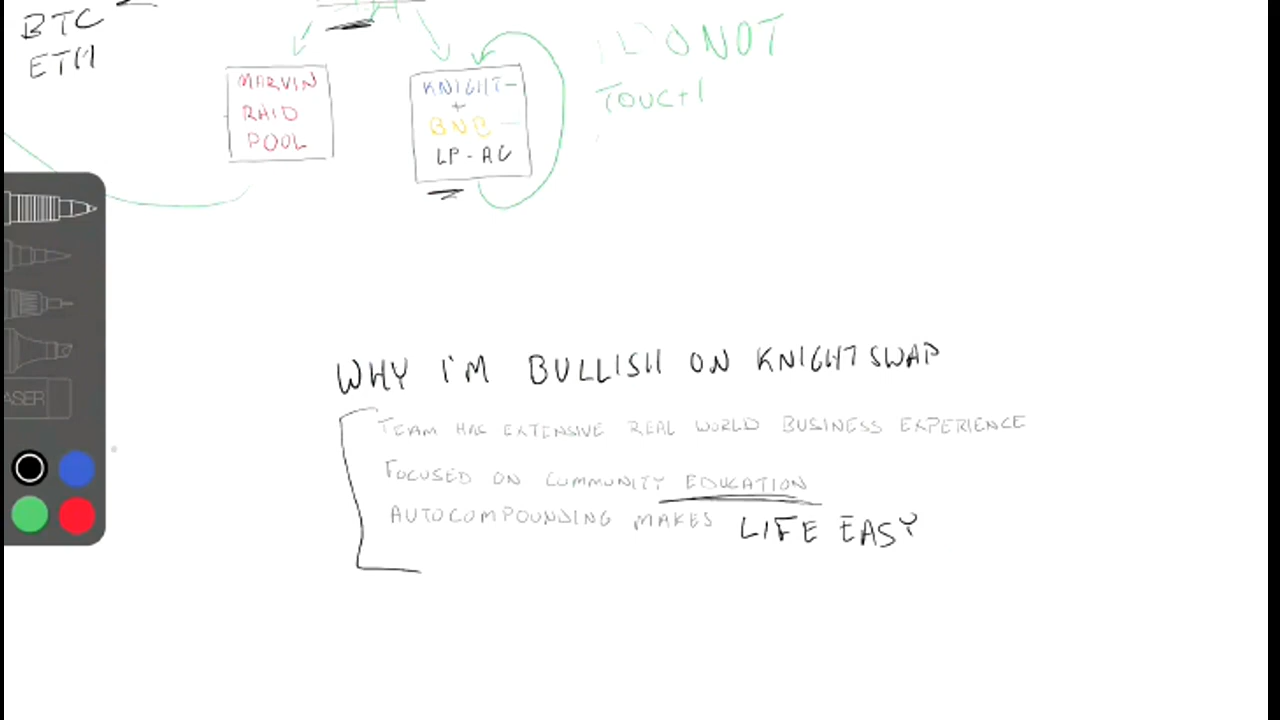 BTC
ETH
DO NOT
TOUCH
MARVIN
RAID
POOL
KNIGHT
+
BNB
LP-AC
ASER
WHY I'M BULLISH ON KNIGHTSWAP
TEAM HAS EXTENSIVE REAL WORLD BUSINESS EXPERIENCE
FOCUSED ON COMMUNITY EDUCATION
AUTOCOMPOUNDING MAKES LIFE EASY